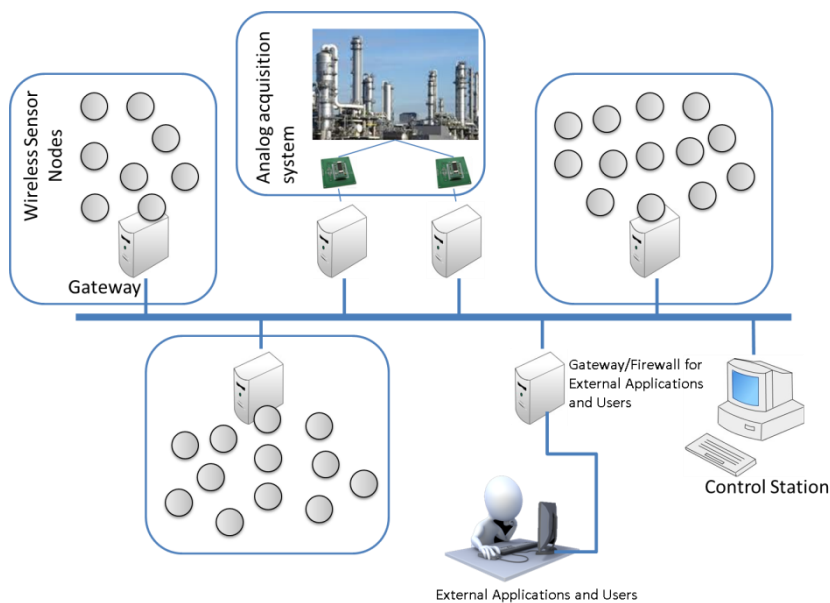 Wireless Sensor
Nodes
Gateway
Analog acquisition
system
Gateway/Firewall for
External Applications
and Users
Control Station
External Applications and Users